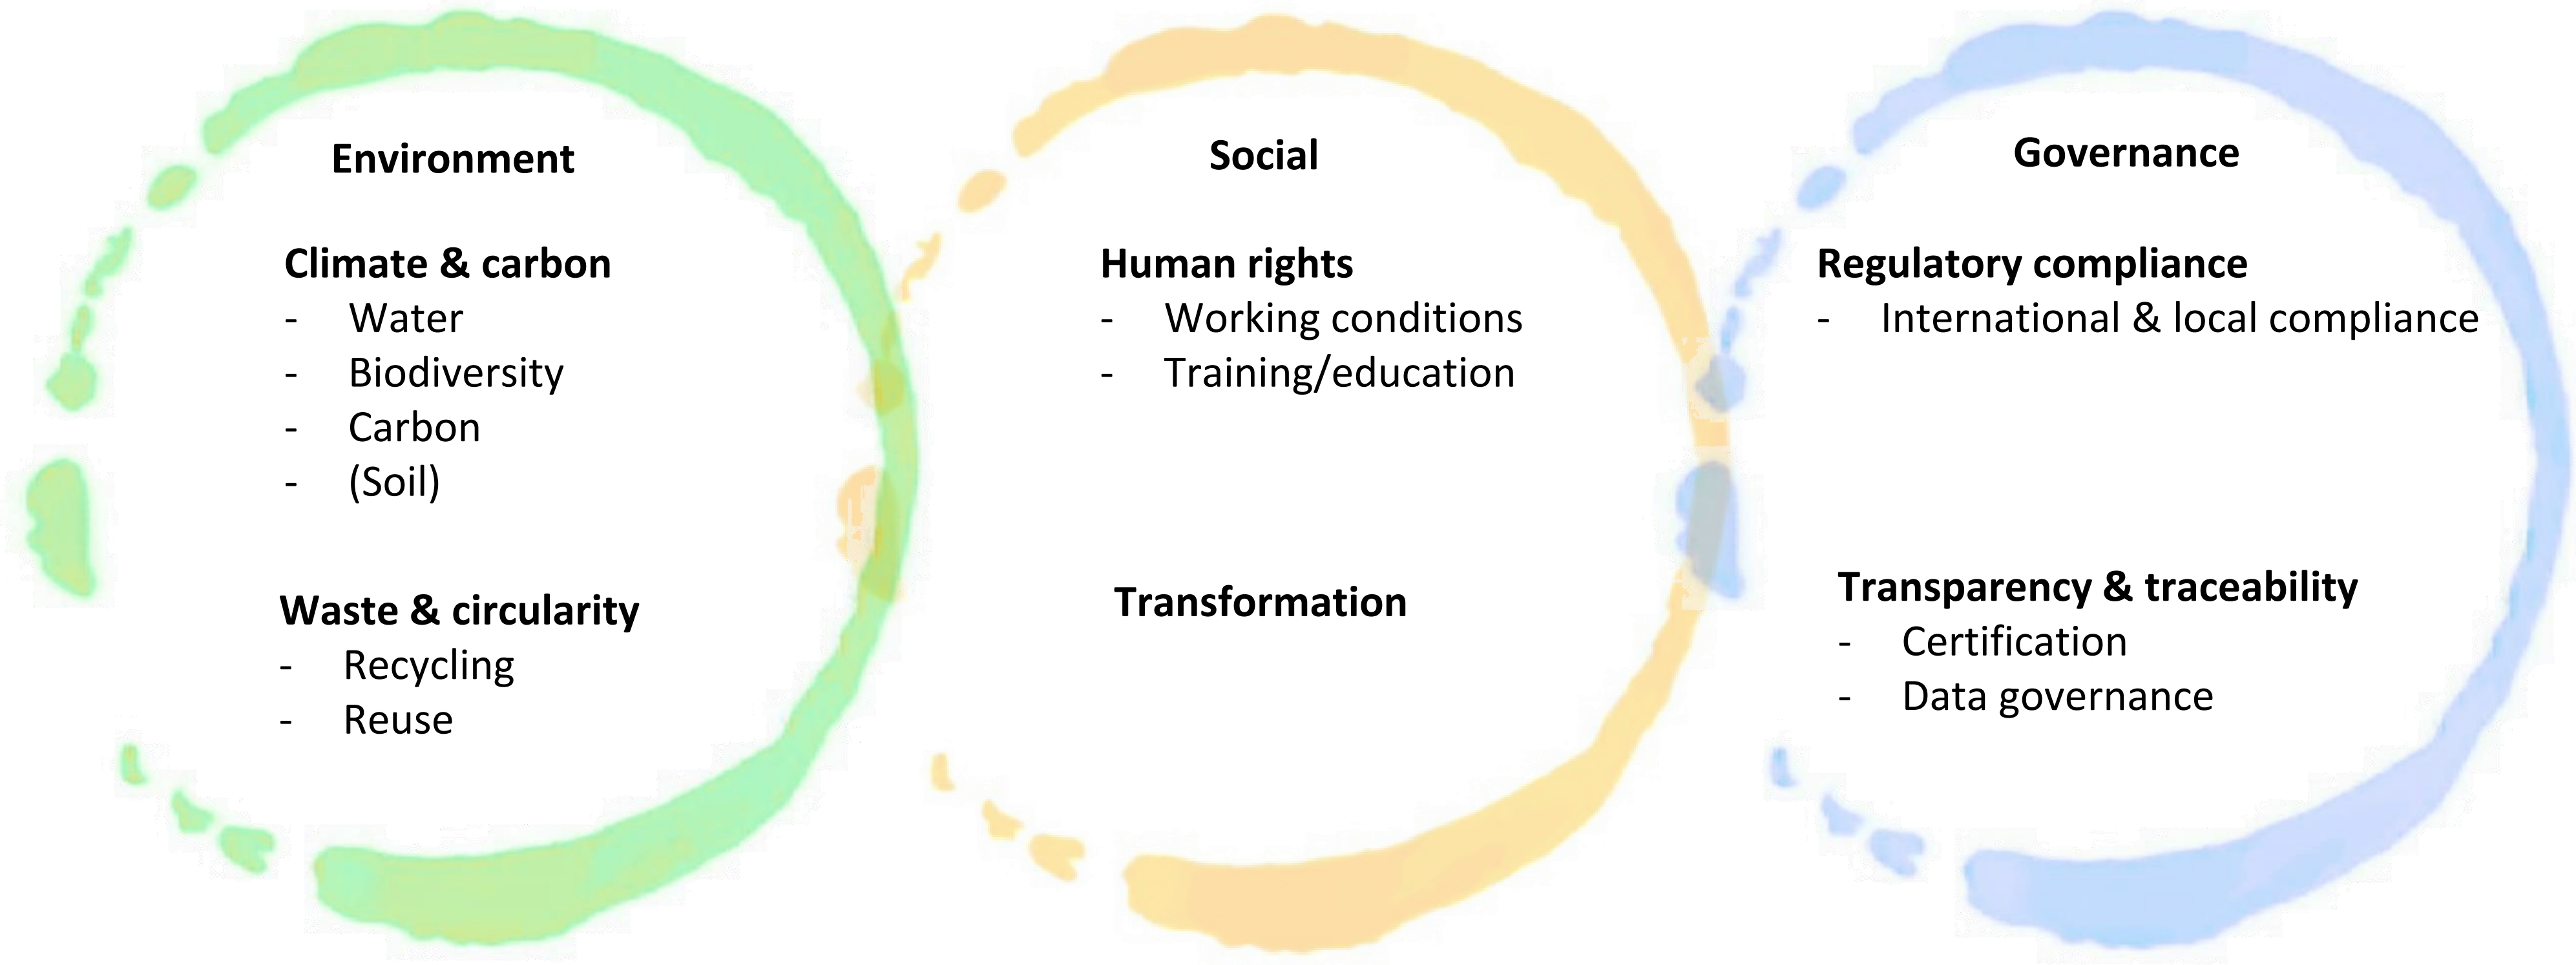 Environment
Climate & carbon
- Water
- Biodiversity
- Carbon
- (Soil)
Waste & circularity
- Recycling
- Reuse
Social
Human rights
- Working conditions
- Training/education
Transformation
Governance
Regulatory compliance
- International & local compliance
Transparency & traceability
- Certification
- Data governance